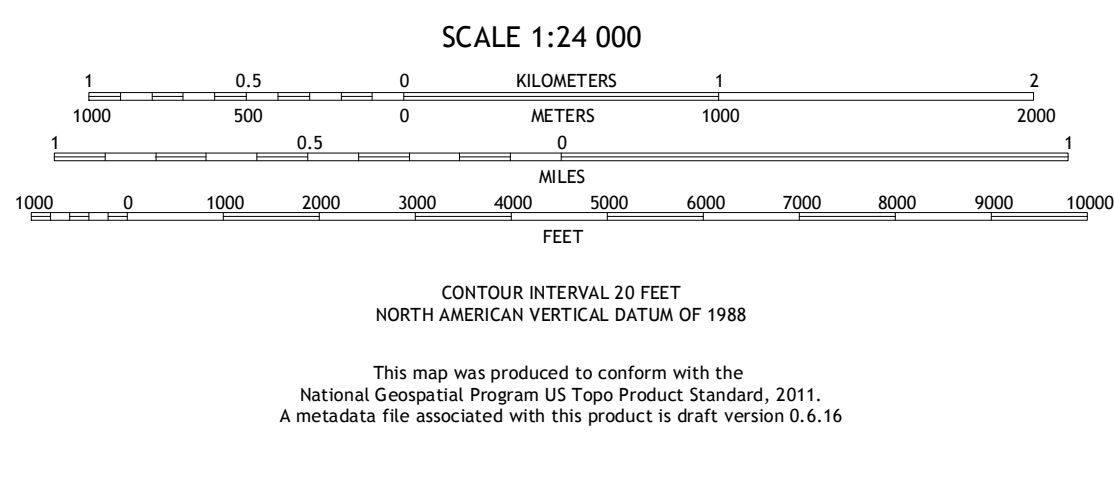 SCALE 1:24 000
1 0.5 0 KILOMETERS 1 2
1000 500 0 METERS 1000 2000
1 0.5 0 1
MILES
1000 0 1000 2000 3000 4000 5000 6000 7000 8000 9000 10000
FEET
CONTOUR INTERVAL 20 FEET
NORTH AMERICAN VERTICAL DATUM OF 1988
This map was produced to conform with the
National Geospatial Program US Topo Product Standard, 2011.
A metadata file associated with this product is draft version 0.6.16